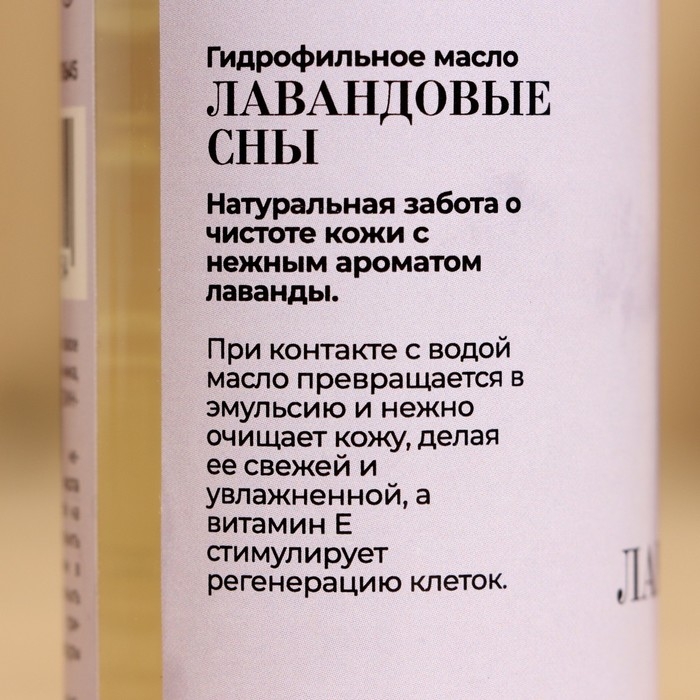 Гидрофильное масло
ЛАВАНДОВЫЕ
СНЫ
Натуральная забота о
чистоте кожи с
нежным ароматом
лаванды.
При контакте с водой
масло превращается в
эмульсию и нежно
очищает кожу, делая
ее свежей и
увлажненной, а
витамин Е
стимулирует
регенерацию клеток.